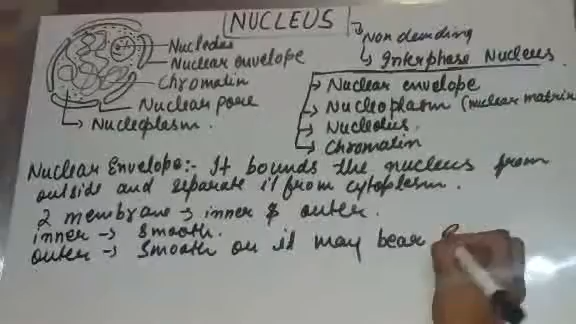 NUCLEUS
Non deviding
Interphase Nucleus.
Nucleolus
Nuclear envelope
Chromatin
Nuclear pore
Nucleoplasm.
Nuclear envelope
Nucleoplasm (nuclear matrix
Nucleolus.
Chromatin
Nuclear Envelope:- It bounds the nucleus from
outside and separate it from cytoplasm.
2 membrane → inner & outer.
inner → smooth.
outer → Smooth or it may bear